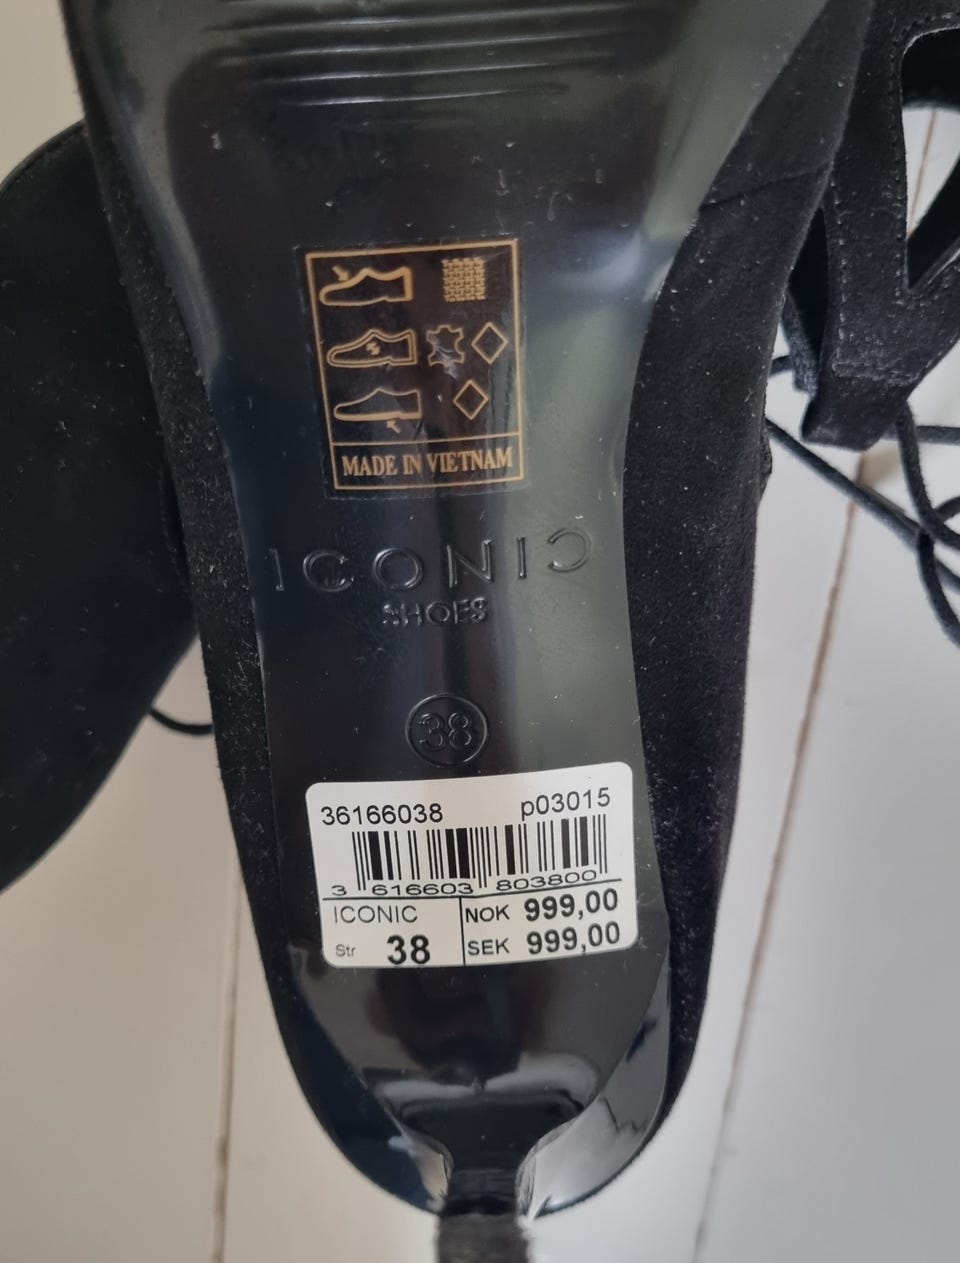 MADE IN VIETNAM
ICONIC
SHOES
38
36166038 p03015
3 616603 803800
ICONIC NOK 999,00
Str 38 SEK 999,00